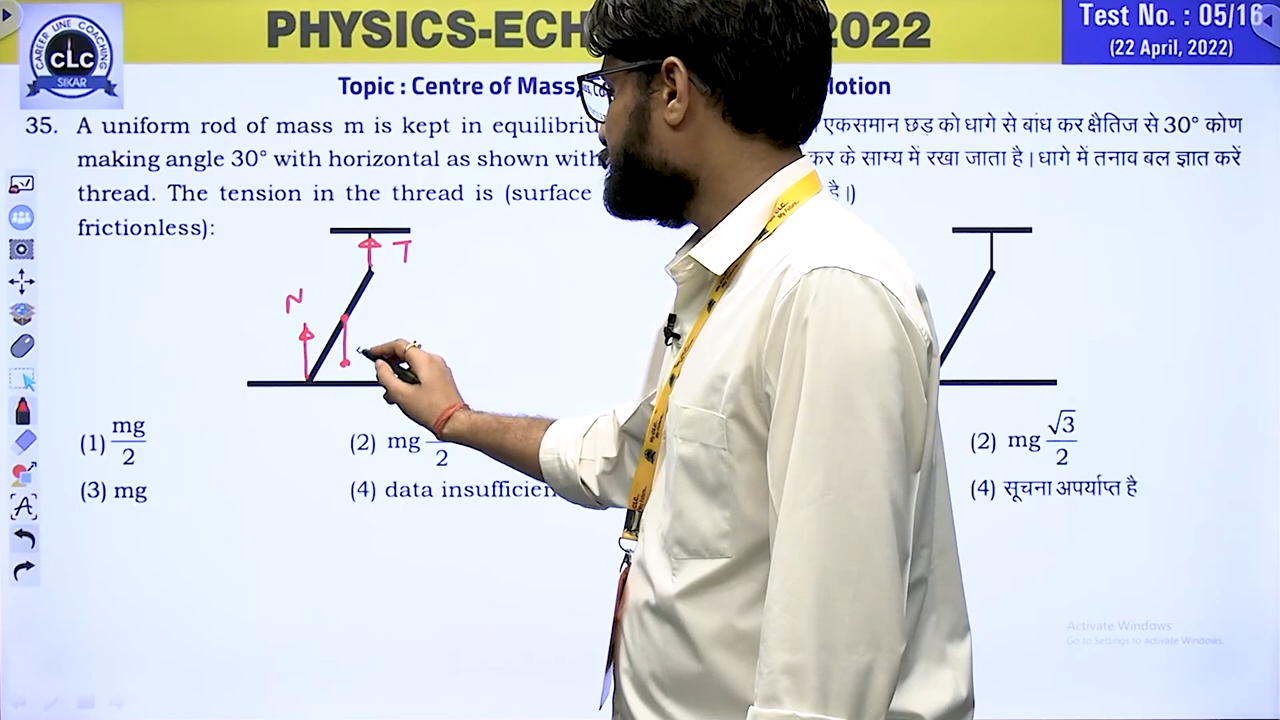 PHYSICS-ECH 2022
Test No. : 05/16
(22 April, 2022)
CAREER LINE COACHING
CLC
SIKAR
Topic : Centre of Mass,
35. A uniform rod of mass m is kept in
making angle 30° with horizontal as shown with
thread. The tension in the thread is (surface
frictionless):
एकसमान छड़ को धागे से बांध कर क्षैतिज से 30° कोण
कर के साम्य में रखा जाता है। धागे में तनाव बल ज्ञात करें
है।)
T
N
(1) mg/2
(2) mg /2
(3) mg
(4) data
(2) mg √3/2
(4) सूचना अपर्याप्त है
Activate Windows
Go to Settings to activate Windows.